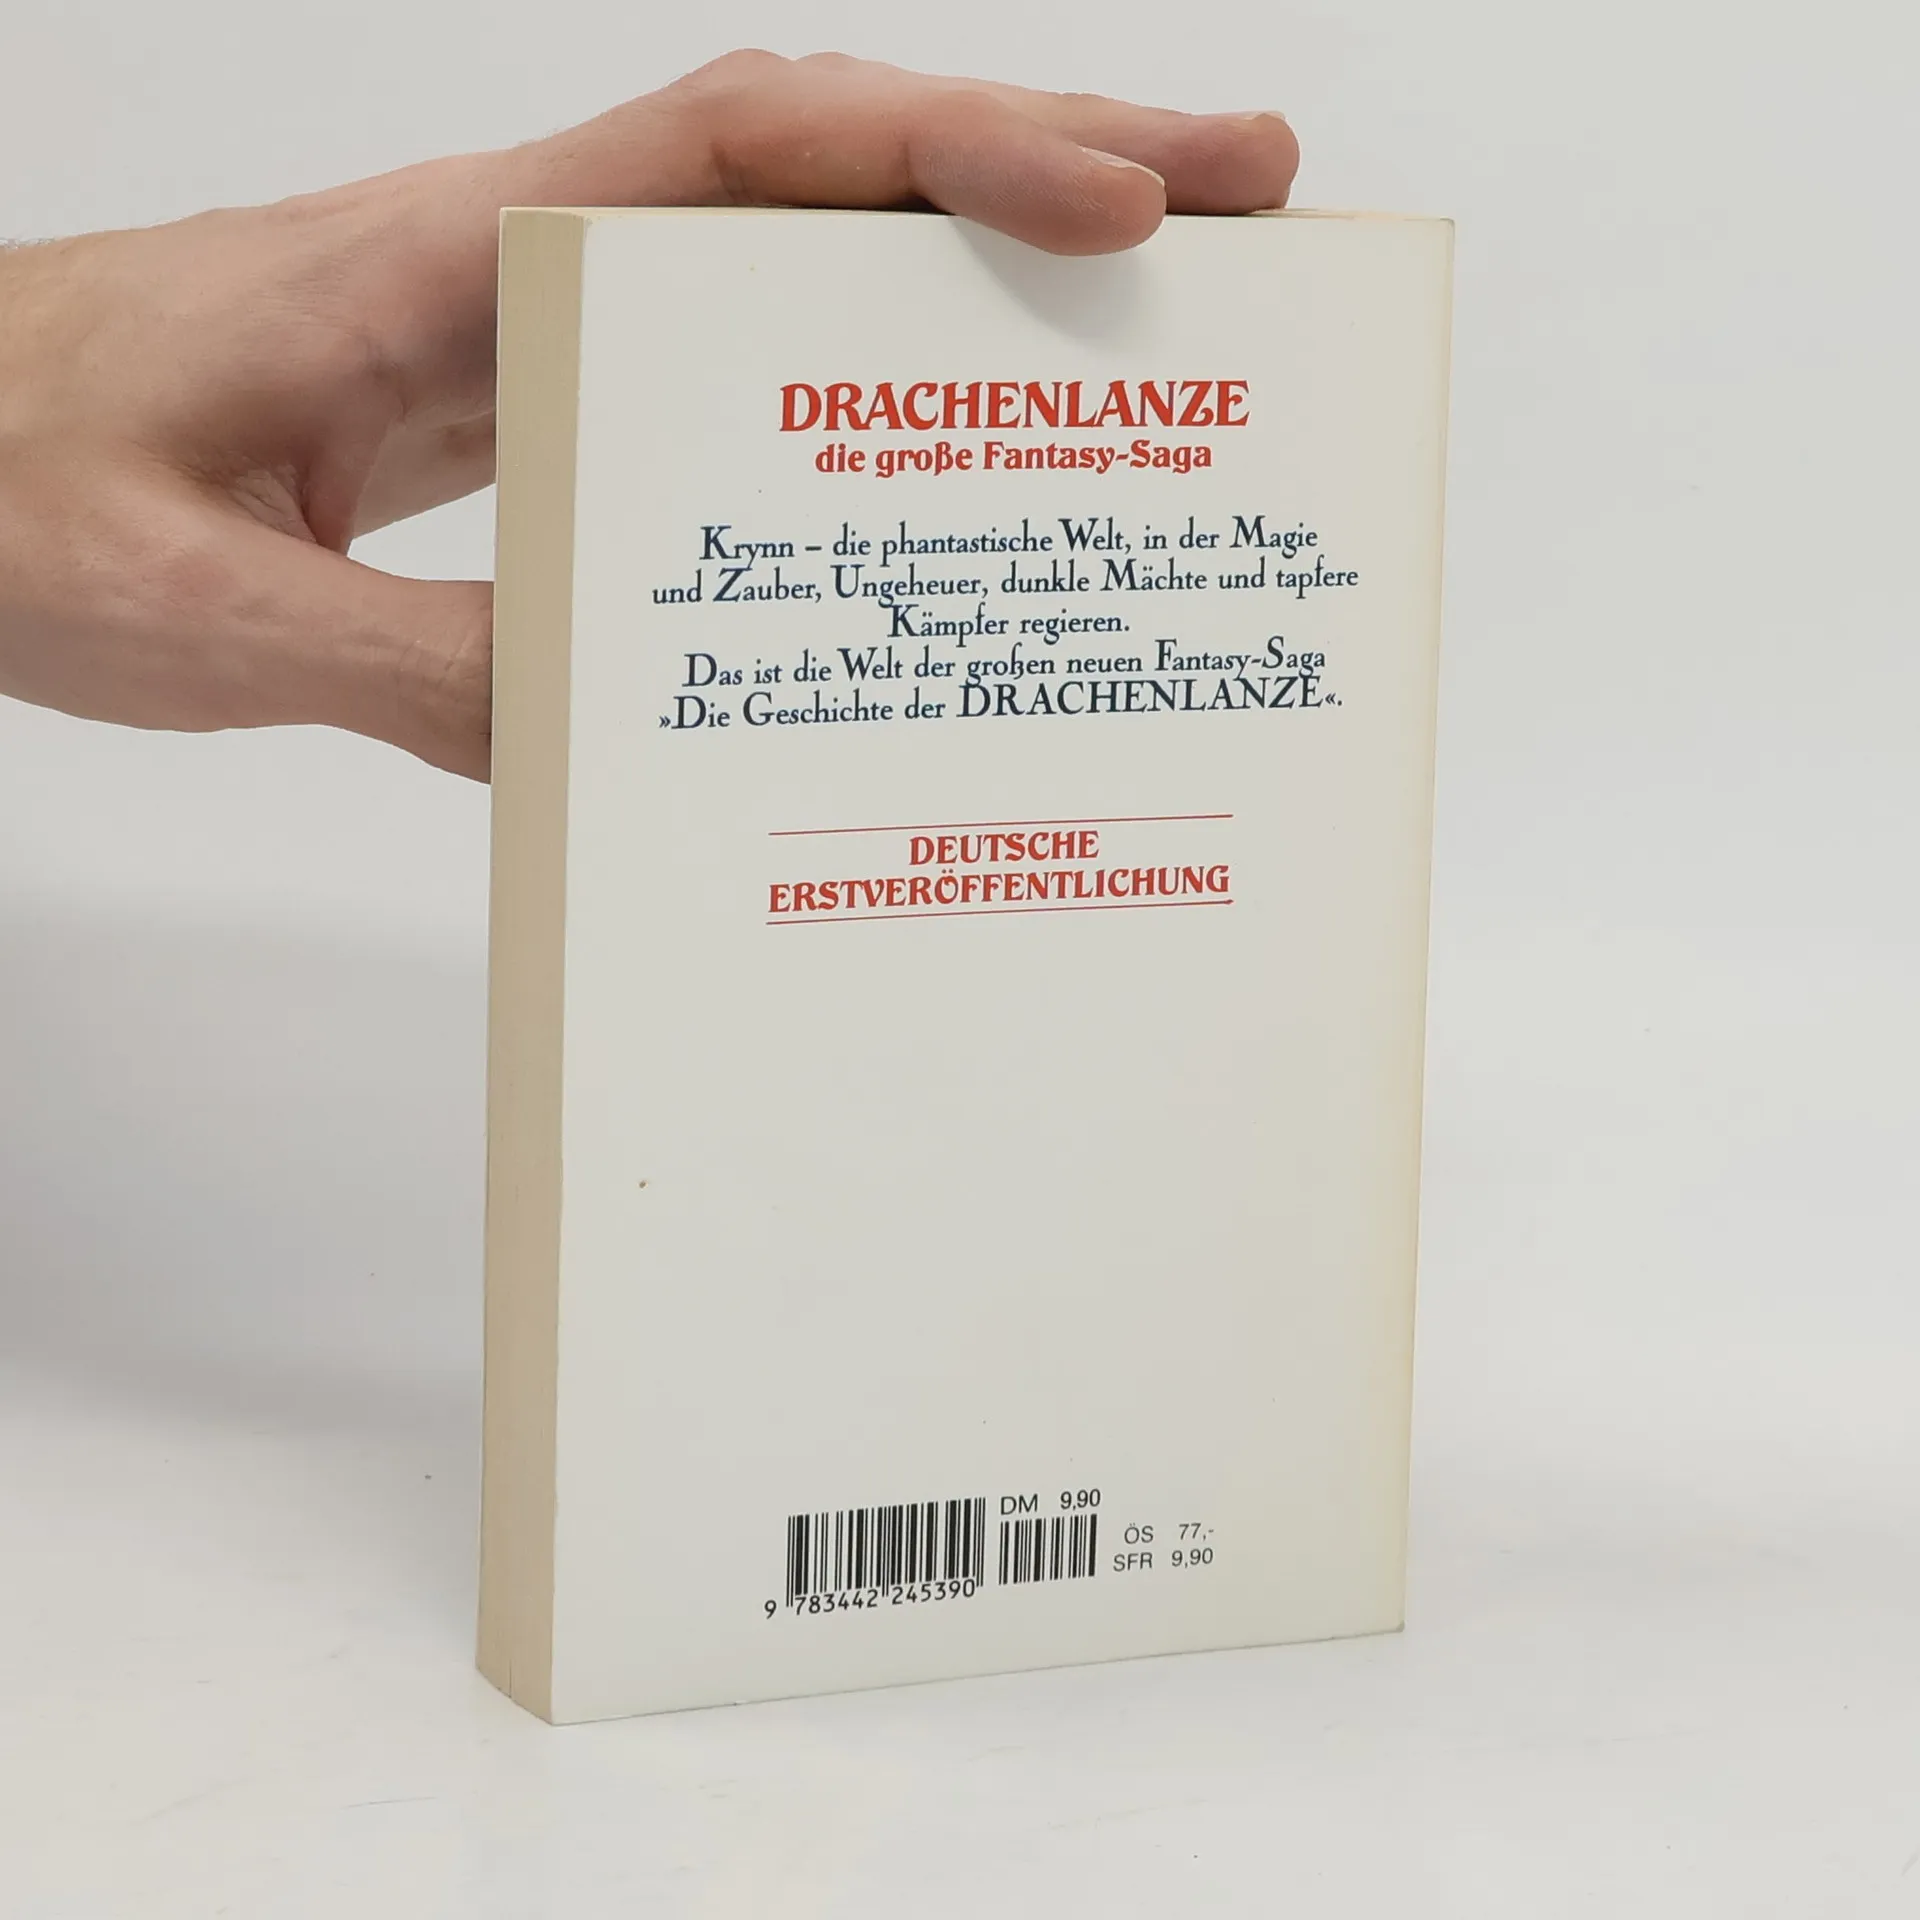 DRACHENLANZE
die große Fantasy-Saga
Krynn – die phantastische Welt, in der Magie
und Zauber, Ungeheuer, dunkle Mächte und tapfere
Kämpfer regieren.
Das ist die Welt der großen neuen Fantasy-Saga
»Die Geschichte der DRACHENLANZE«.
DEUTSCHE
ERSTVERÖFFENTLICHUNG
DM 9,90
ÖS 77,-
SFR 9,90
9 783442 245390